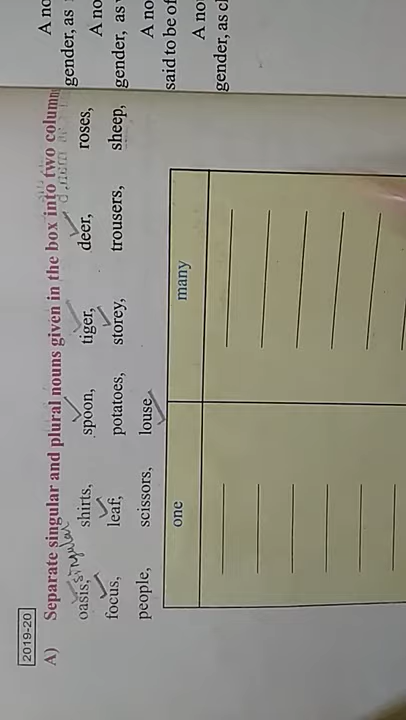 2019-20
A) Separate singular and plural nouns given in the box into two column
singular
oasis, shirts, spoon, tiger, deer, roses,
focus, leaf, potatoes, storey, trousers, sheep,
people, scissors, louse
one many
A no
gender, as
A no
gender, as
A no
said to be of
A no
gender, as cl